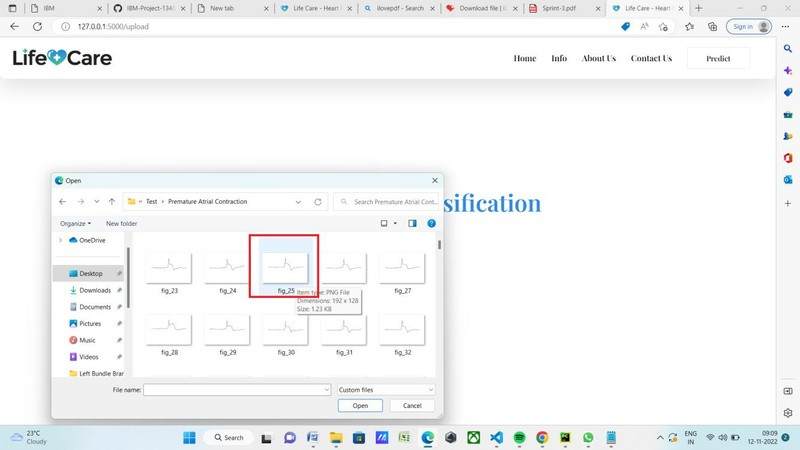 IBM
IBM-Project-1340
New tab
Life Care - Heart
ilovepdf - Search
Download file | i
Sprint-3.pdf
Life Care - Heart
127.0.0.1:5000/upload
Sign in
Life Care
Home Info About Us Contact Us Predict
sification
Open
« Test › Premature Atrial Contraction
Search Premature Atrial Contraction
Organize New folder
OneDrive
Desktop
Downloads
Documents
Pictures
Music
Videos
Left Bundle Bran
fig_23 fig_24 fig_25 fig_27
Item type: PNG File
Dimensions: 192 x 128
Size: 1.23 KB
fig_28 fig_29 fig_30 fig_31 fig_32
File name: Custom files
Open Cancel
23°C
Cloudy
Search
ENG
IN
09:09
12-11-2022